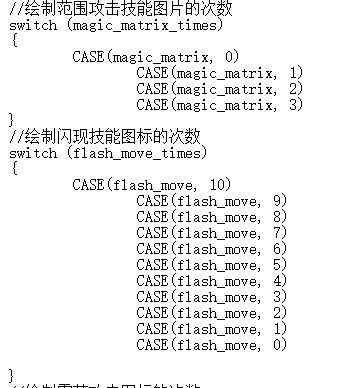 //绘制范围攻击技能图片的次数
switch (magic_matrix_times)
{
CASE(magic_matrix, 0)
CASE(magic_matrix, 1)
CASE(magic_matrix, 2)
CASE(magic_matrix, 3)
}
//绘制闪现技能图标的次数
switch (flash_move_times)
{
CASE(flash_move, 10)
CASE(flash_move, 9)
CASE(flash_move, 8)
CASE(flash_move, 7)
CASE(flash_move, 6)
CASE(flash_move, 5)
CASE(flash_move, 4)
CASE(flash_move, 3)
CASE(flash_move, 2)
CASE(flash_move, 1)
CASE(flash_move, 0)
}